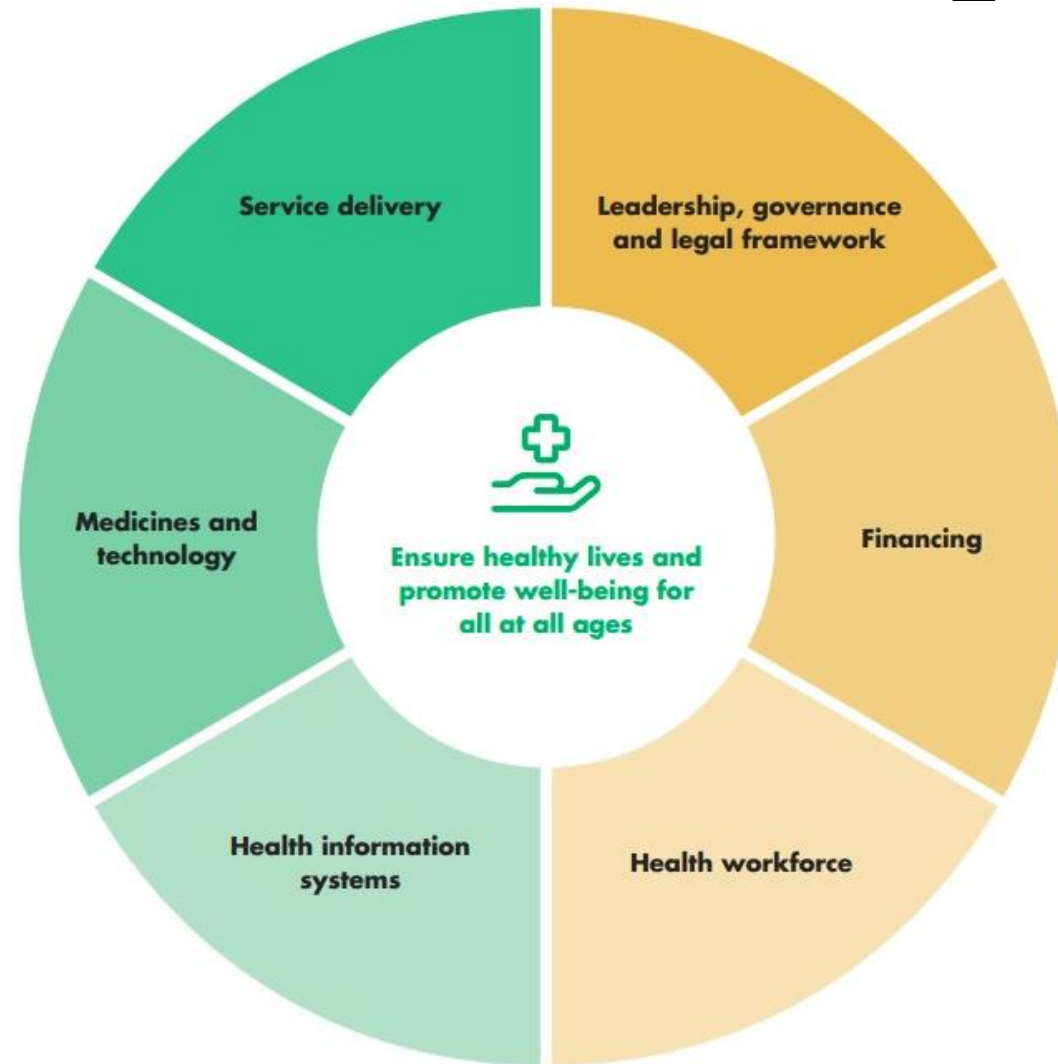 Service delivery
Leadership, governance
and legal framework
Medicines and
technology
Financing
Ensure healthy lives and
promote well-being for
all at all ages
Health information
systems
Health workforce